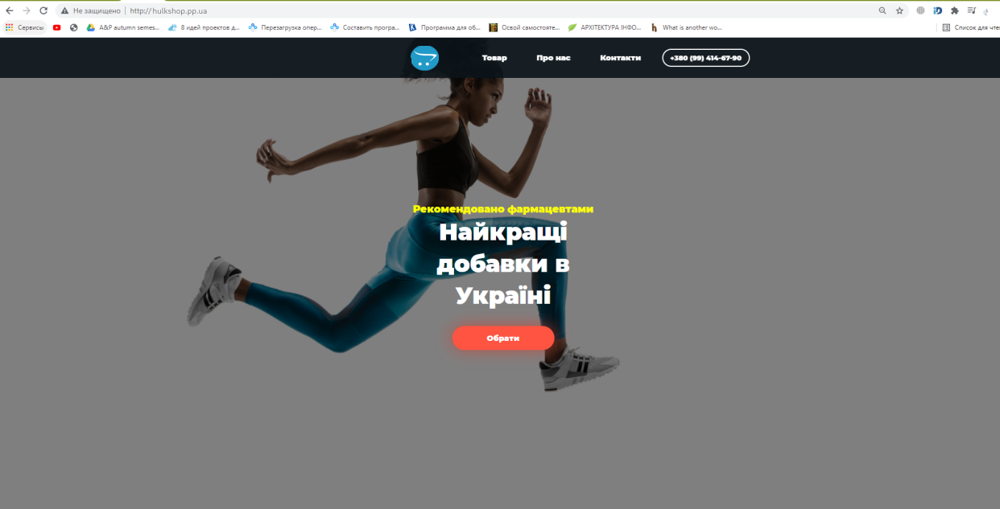 Не защищено
http://hulkshop.pp.ua
Сервисы
A&P autumn semes...
8 идей проектов д...
Перезагрузка опер...
Составить програ...
Программа для об...
Освой самостояте...
АРХІТЕКТУРА ІНФО...
What is another wo...
Список для чте
Товар
Про нас
Контакти
+380 (99) 414-67-90
Рекомендовано фармацевтами
Найкращі
добавки в
Україні
Обрати